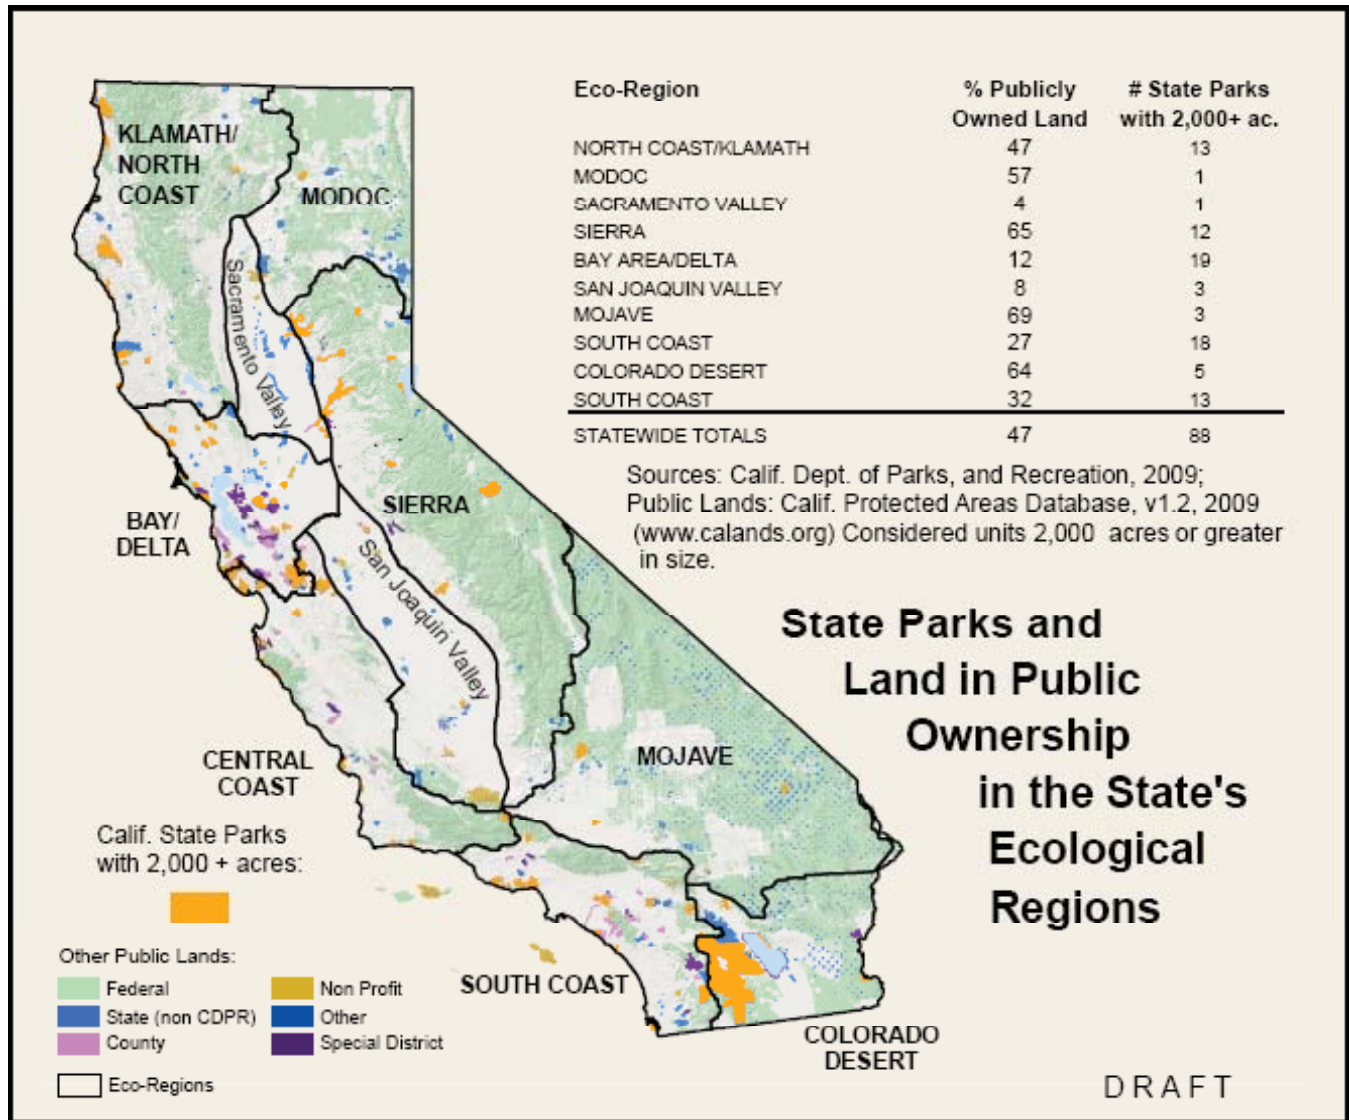 Eco-Region % Publicly Owned Land # State Parks with 2,000+ ac.
NORTH COAST/KLAMATH 47 13
MODOC 57 1
SACRAMENTO VALLEY 4 1
SIERRA 65 12
BAY AREA/DELTA 12 19
SAN JOAQUIN VALLEY 8 3
MOJAVE 69 3
SOUTH COAST 27 18
COLORADO DESERT 64 5
SOUTH COAST 32 13
STATEWIDE TOTALS 47 88
Sources: Calif. Dept. of Parks, and Recreation, 2009;
Public Lands: Calif. Protected Areas Database, v1.2, 2009
(www.calands.org) Considered units 2,000 acres or greater
in size.
State Parks and
Land in Public
Ownership
in the State's
Ecological
Regions
KLAMATH/
NORTH
COAST
MODOC
Sacramento Valley
SIERRA
BAY/
DELTA
San Joaquin Valley
CENTRAL
COAST
MOJAVE
SOUTH COAST
COLORADO
DESERT
Calif. State Parks
with 2,000 + acres:
Other Public Lands:
Federal
State (non CDPR)
County
Non Profit
Other
Special District
Eco-Regions
DRAFT